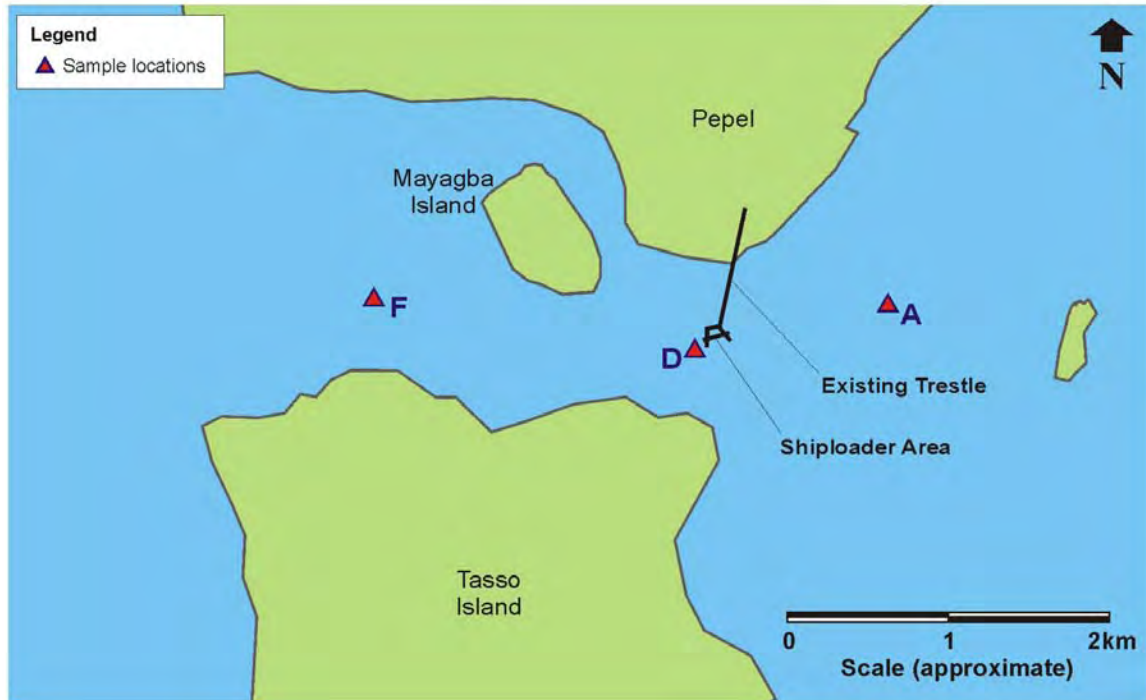 Legend
Sample locations
N
Pepel
Mayagba
Island
F
A
D
Existing Trestle
Shiploader Area
Tasso
Island
0 1 2km
Scale (approximate)